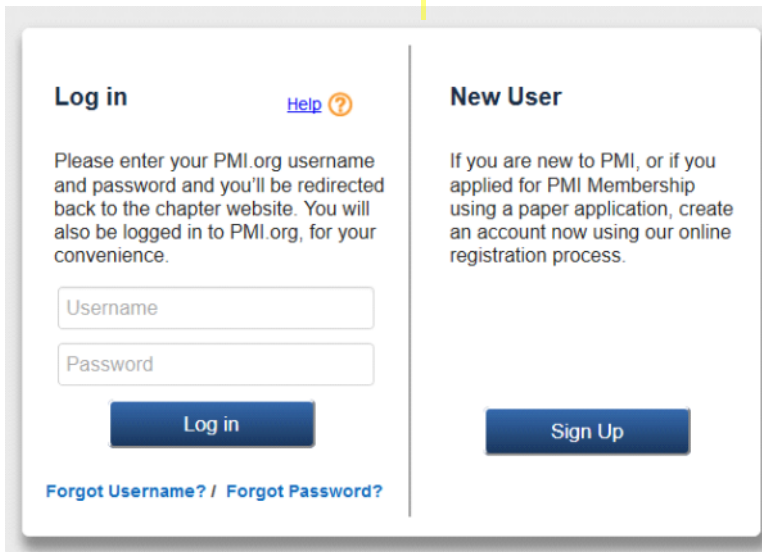 Log in
Help ?
Please enter your PMI.org username
and password and you'll be redirected
back to the chapter website. You will
also be logged in to PMI.org, for your
convenience.
Username
Password
Log in
Forgot Username? / Forgot Password?
New User
If you are new to PMI, or if you
applied for PMI Membership
using a paper application, create
an account now using our online
registration process.
Sign Up